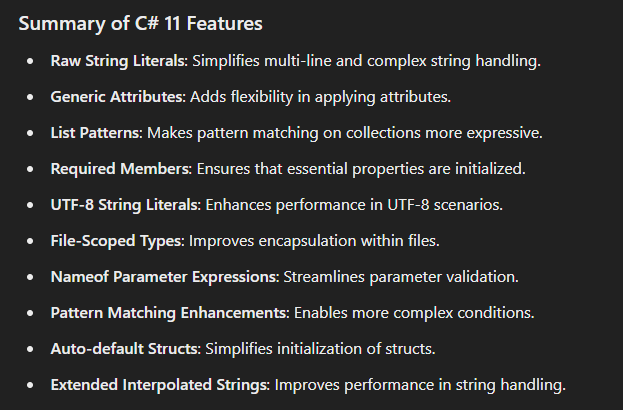 Summary of C# 11 Features
• Raw String Literals: Simplifies multi-line and complex string handling.
• Generic Attributes: Adds flexibility in applying attributes.
• List Patterns: Makes pattern matching on collections more expressive.
• Required Members: Ensures that essential properties are initialized.
• UTF-8 String Literals: Enhances performance in UTF-8 scenarios.
• File-Scoped Types: Improves encapsulation within files.
• Nameof Parameter Expressions: Streamlines parameter validation.
• Pattern Matching Enhancements: Enables more complex conditions.
• Auto-default Structs: Simplifies initialization of structs.
• Extended Interpolated Strings: Improves performance in string handling.